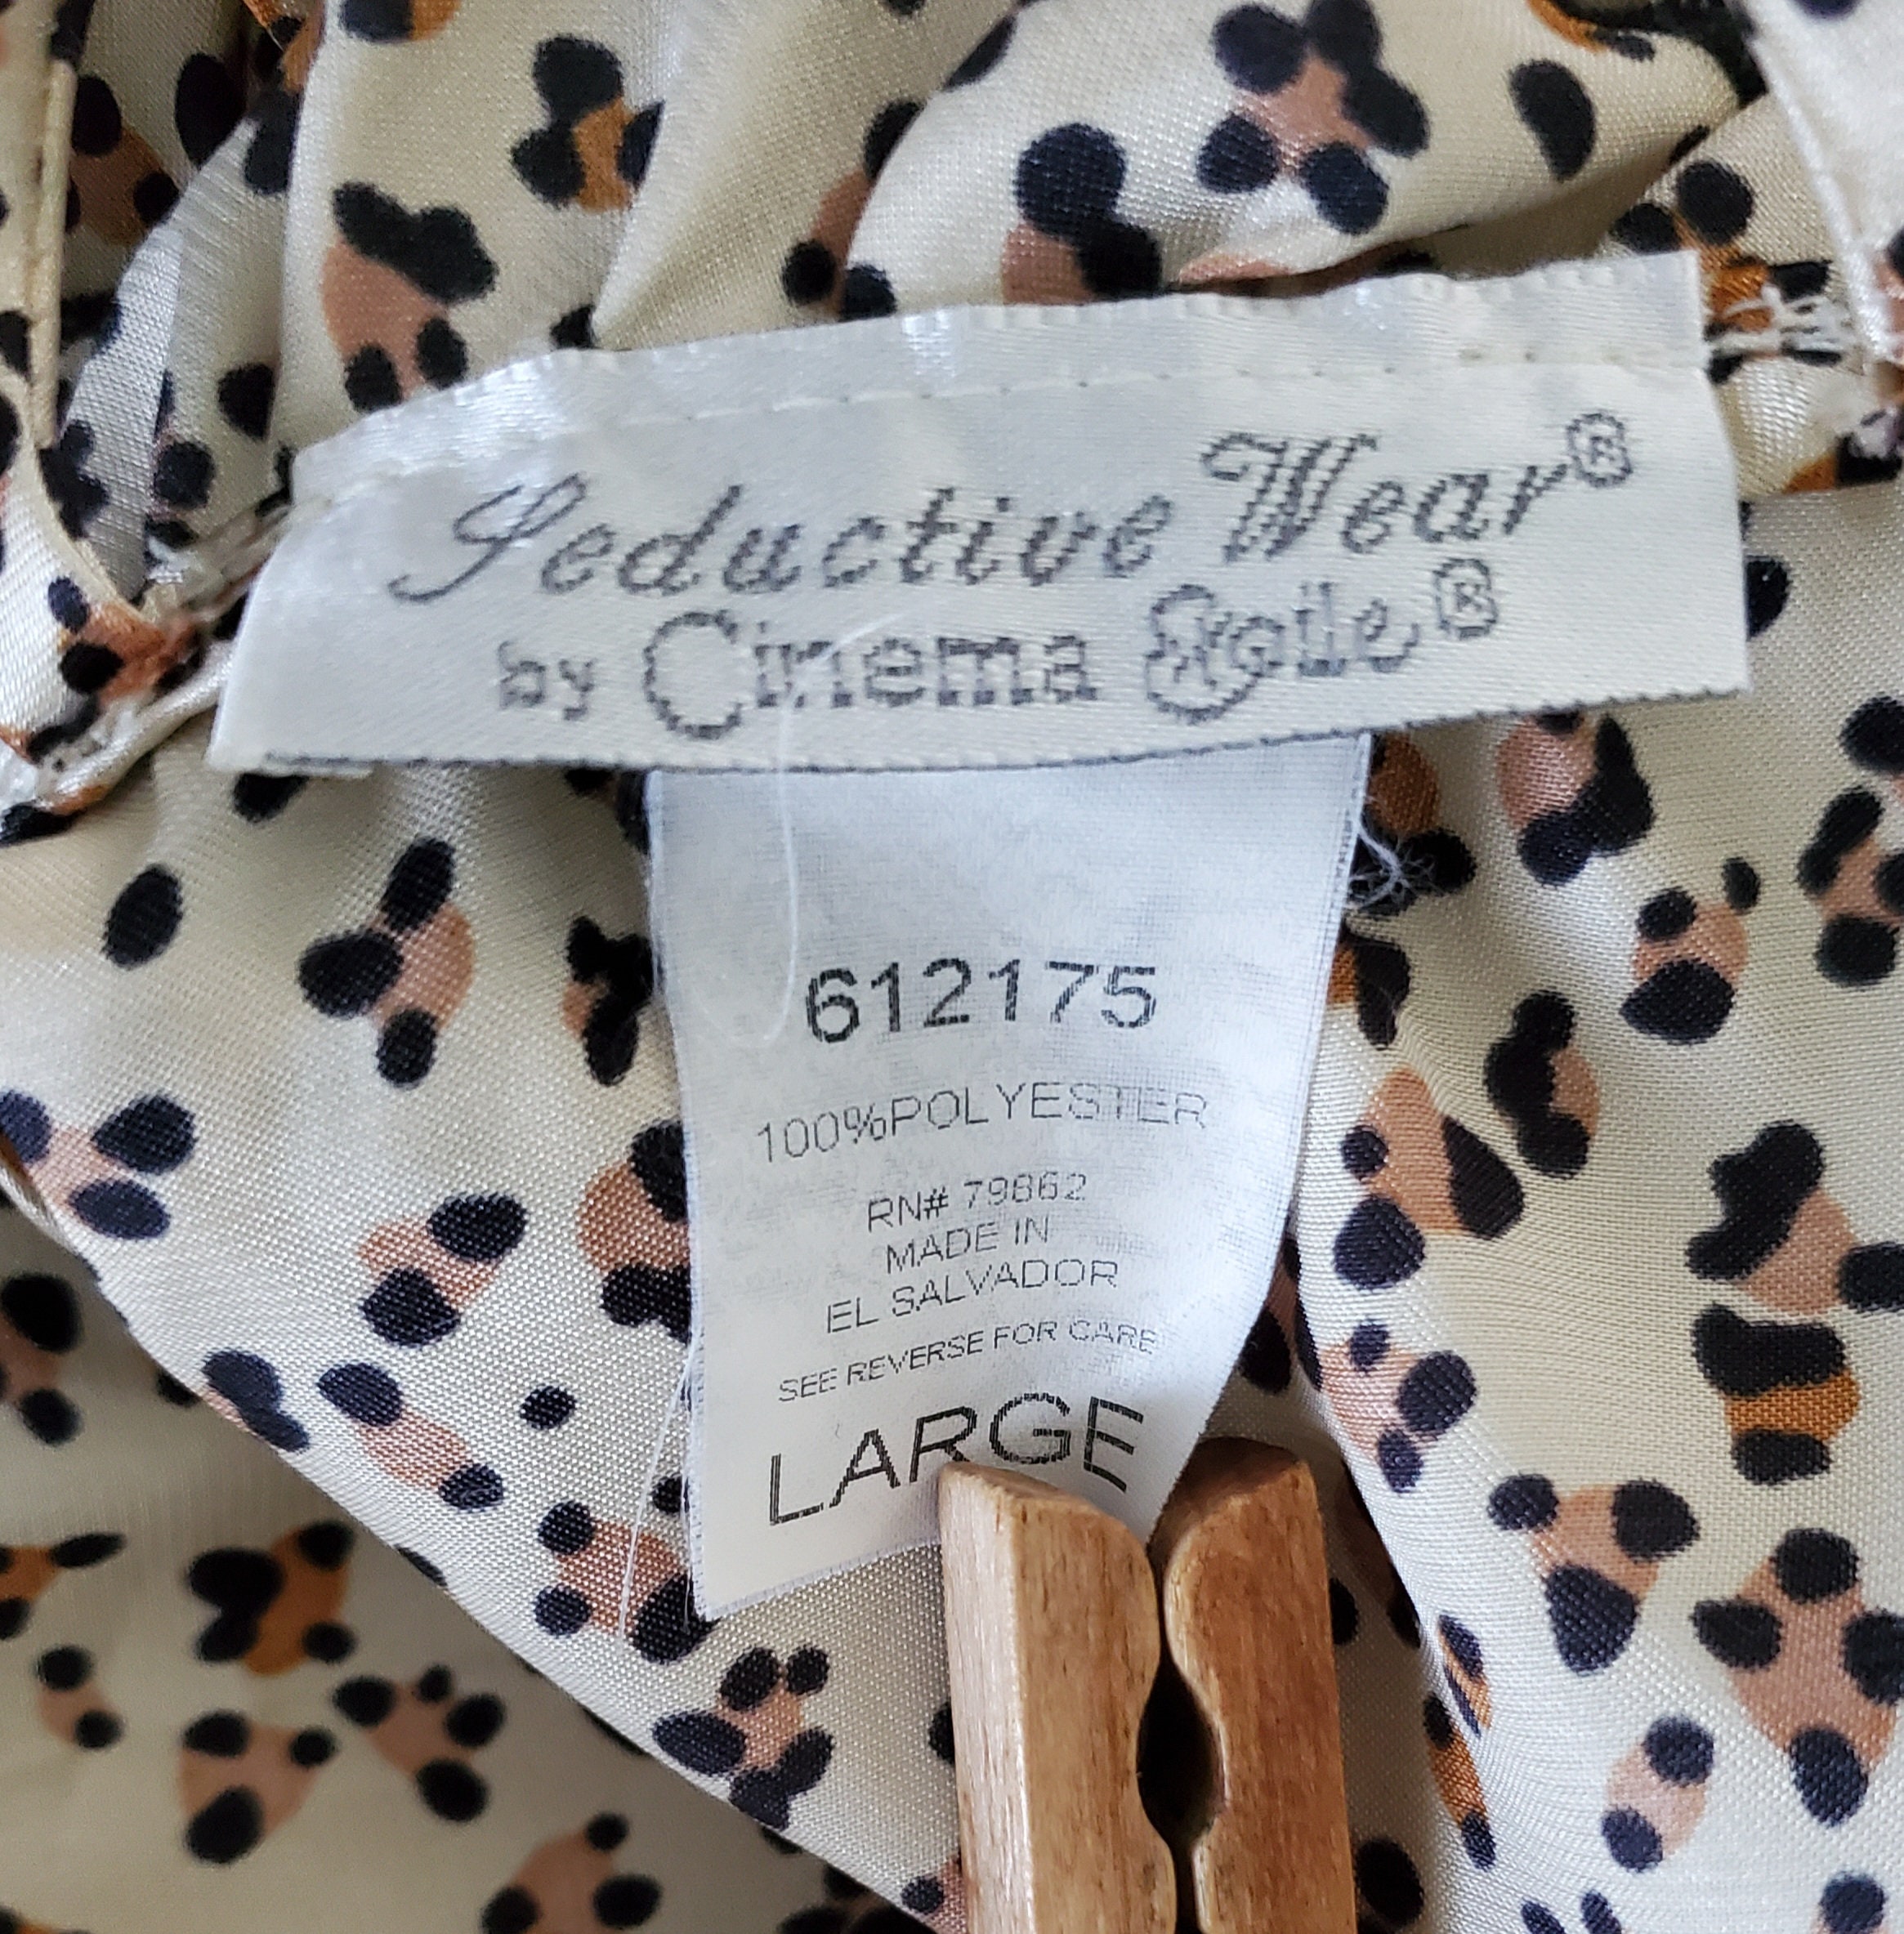 Seductive Wear®
by Cinema Etoile®
612175
100%POLYESTER
RN# 79862
MADE IN
EL SALVADOR
SEE REVERSE FOR CARE
LARGE